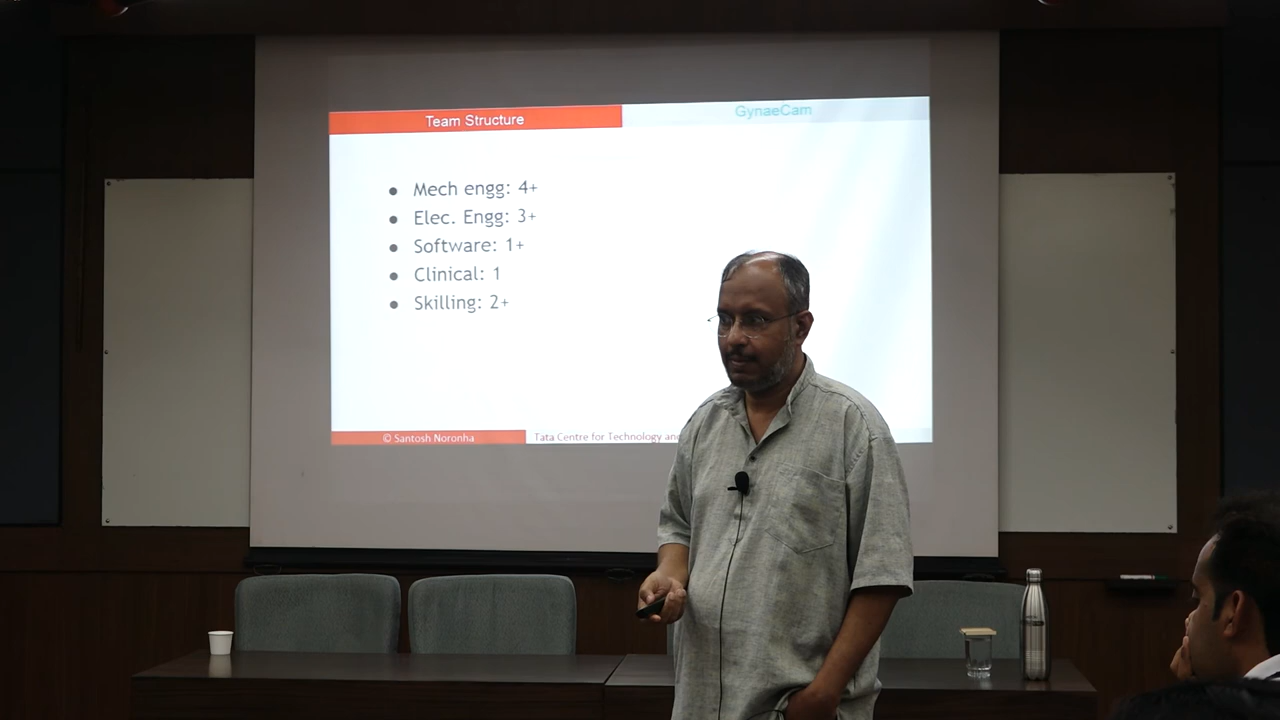 Team Structure
GynaeCam
● Mech engg: 4+
● Elec. Engg: 3+
● Software: 1+
● Clinical: 1
● Skilling: 2+
© Santosh Noronha
Tata Centre for Technology and